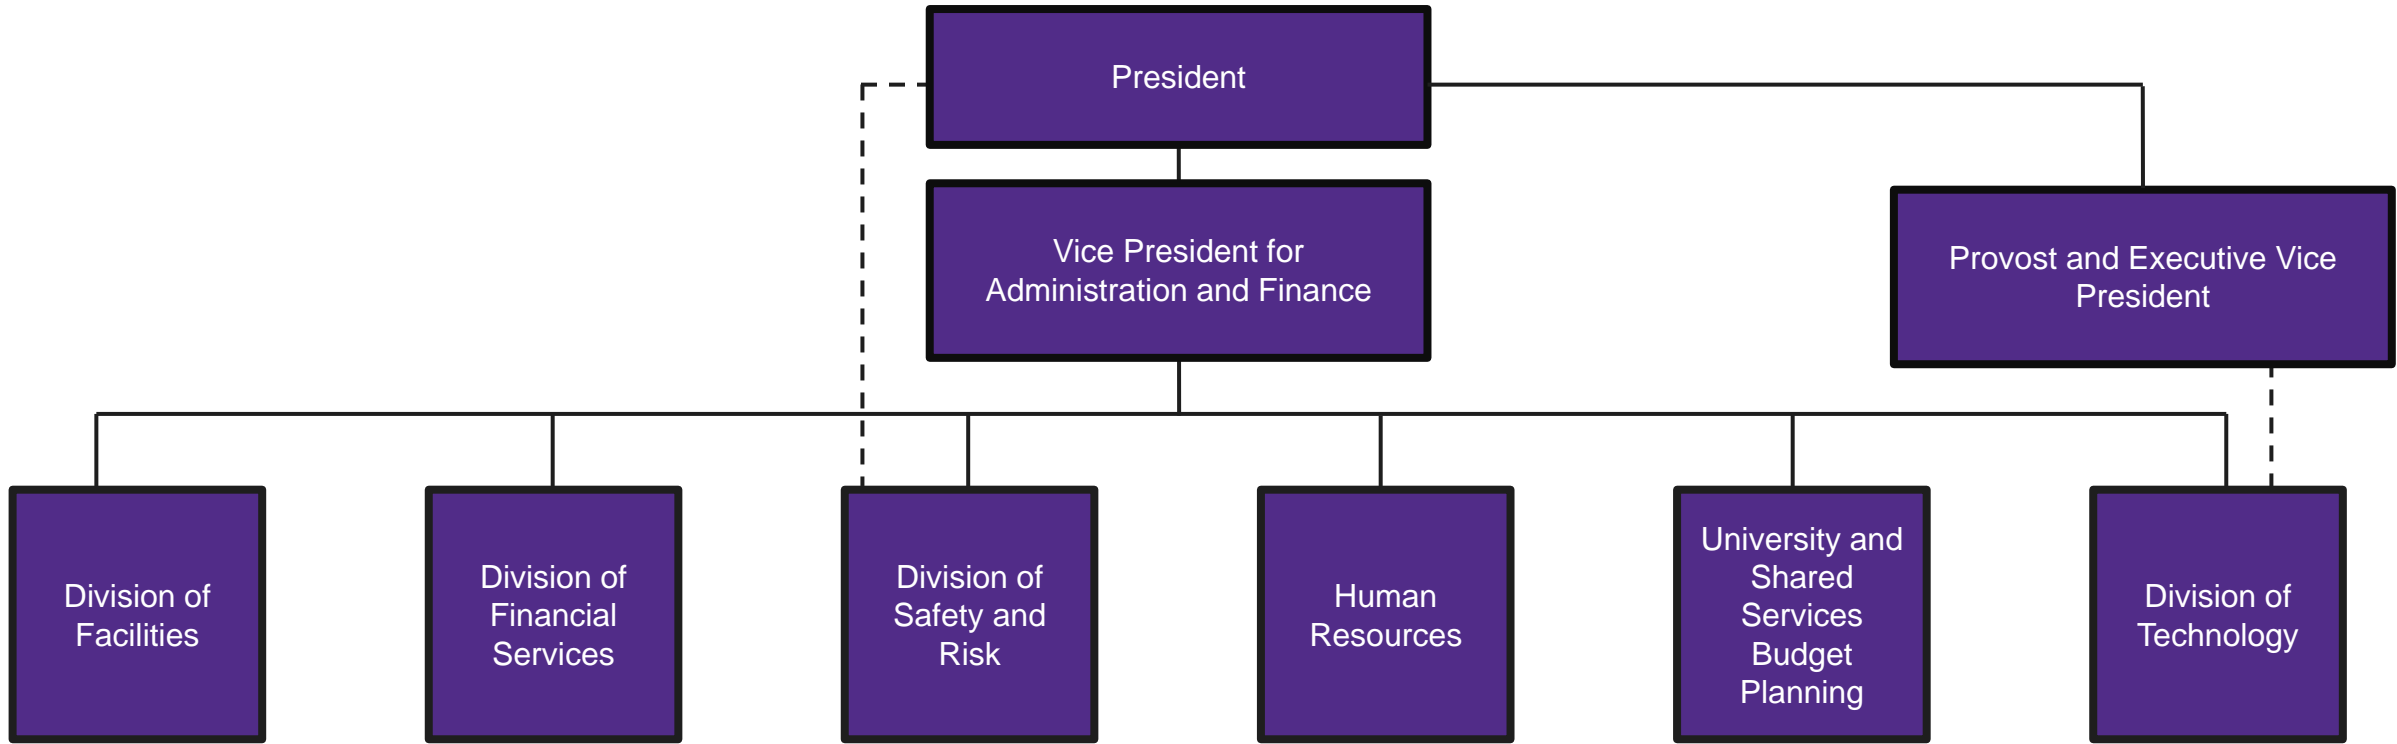 President
Vice President for
Administration and Finance
Provost and Executive Vice
President
Division of
Facilities
Division of
Financial
Services
Division of
Safety and
Risk
Human
Resources
University and
Shared
Services
Budget
Planning
Division of
Technology